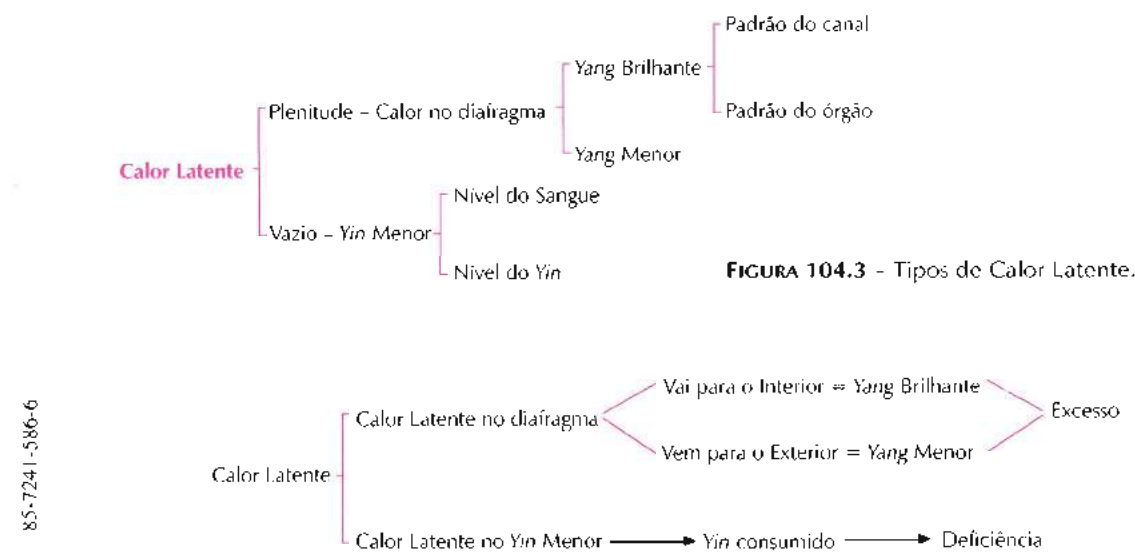 Padrão do canal
Yang Brilhante
Plenitude – Calor no diafragma
Padrão do órgão
Yang Menor
Calor Latente
Nível do Sangue
Vazio – Yin Menor
Nível do Yin
FIGURA 104.3 - Tipos de Calor Latente.
Vai para o Interior = Yang Brilhante
Calor Latente no diafragma
Excesso
Vem para o Exterior = Yang Menor
Calor Latente
Calor Latente no Yin Menor
Yin consumido
Deficiência
85-7241-586-6